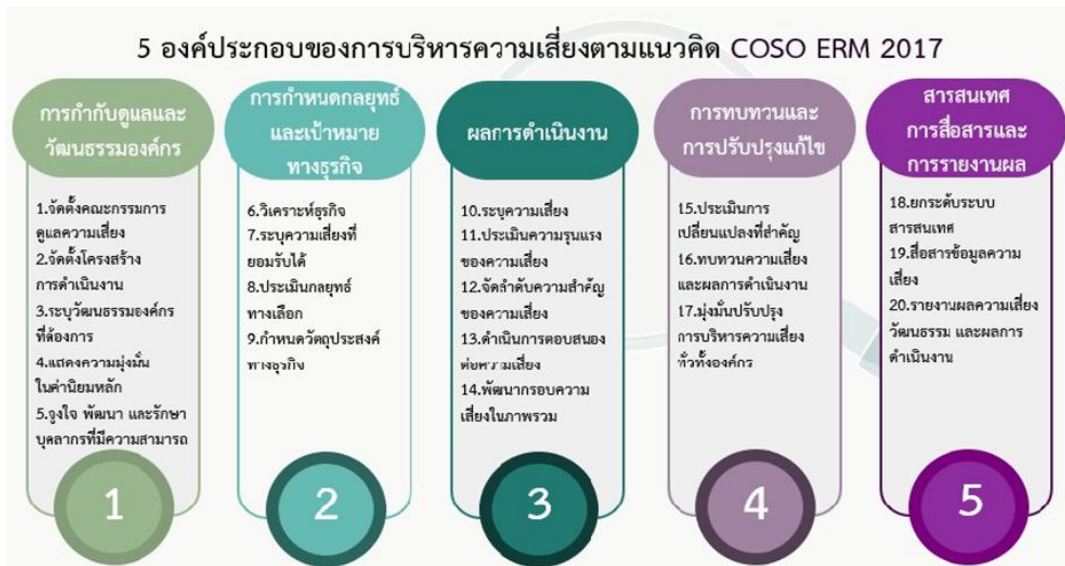 5 องค์ประกอบของการบริหารความเสี่ยงตามแนวคิด COSO ERM 2017
การกำกับดูแลและ
วัฒนธรรมองค์กร
1.จัดตั้งคณะกรรมการ
ดูแลความเสี่ยง
2.จัดตั้งโครงสร้าง
การดำเนินงาน
3.ระบุวัฒนธรรมองค์กร
ที่ต้องการ
4.แสดงความมุ่งมั่น
ในค่านิยมหลัก
5.จูงใจ พัฒนา และรักษา
บุคลากรที่มีความสามารถ
1
การกำหนดกลยุทธ์
และเป้าหมาย
ทางธุรกิจ
6.วิเคราะห์ธุรกิจ
7.ระบุความเสี่ยงที่
ยอมรับได้
8.ประเมินกลยุทธ์
ทางเลือก
9.กำหนดวัตถุประสงค์
ทางธุรกิจ
2
ผลการดำเนินงาน
10.ระบุความเสี่ยง
11.ประเมินความรุนแรง
ของความเสี่ยง
12.จัดลำดับความสำคัญ
ของความเสี่ยง
13.ดำเนินการตอบสนอง
ต่อความเสี่ยง
14.พัฒนากรอบความ
เสี่ยงในภาพรวม
3
การทบทวนและ
การปรับปรุงแก้ไข
15.ประเมินการ
เปลี่ยนแปลงที่สำคัญ
16.ทบทวนความเสี่ยง
และผลการดำเนินงาน
17.มุ่งมั่นปรับปรุง
การบริหารความเสี่ยง
ทั่วทั้งองค์กร
4
สารสนเทศ
การสื่อสารและ
การรายงานผล
18.ยกระดับระบบ
สารสนเทศ
19.สื่อสารข้อมูลความ
เสี่ยง
20.รายงานผลความเสี่ยง
วัฒนธรรม และผลการ
ดำเนินงาน
5